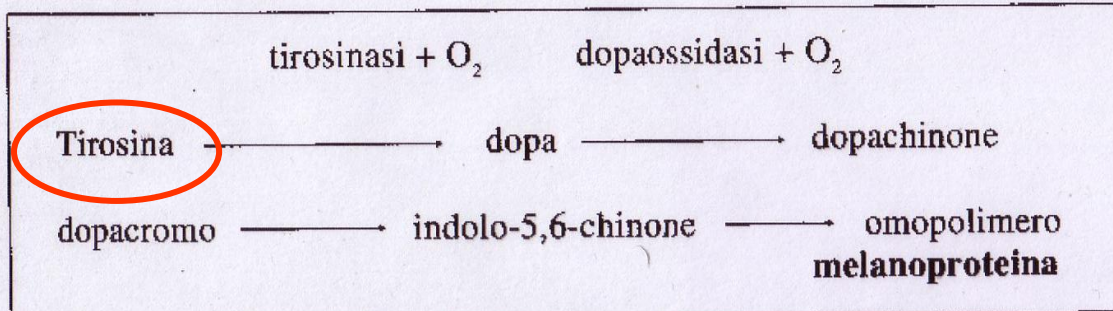 tirosinasi + O₂ dopaossidasi + O₂
Tirosina → dopa → dopachinone
dopacromo → indolo-5,6-chinone → omopolimero
melanoproteina